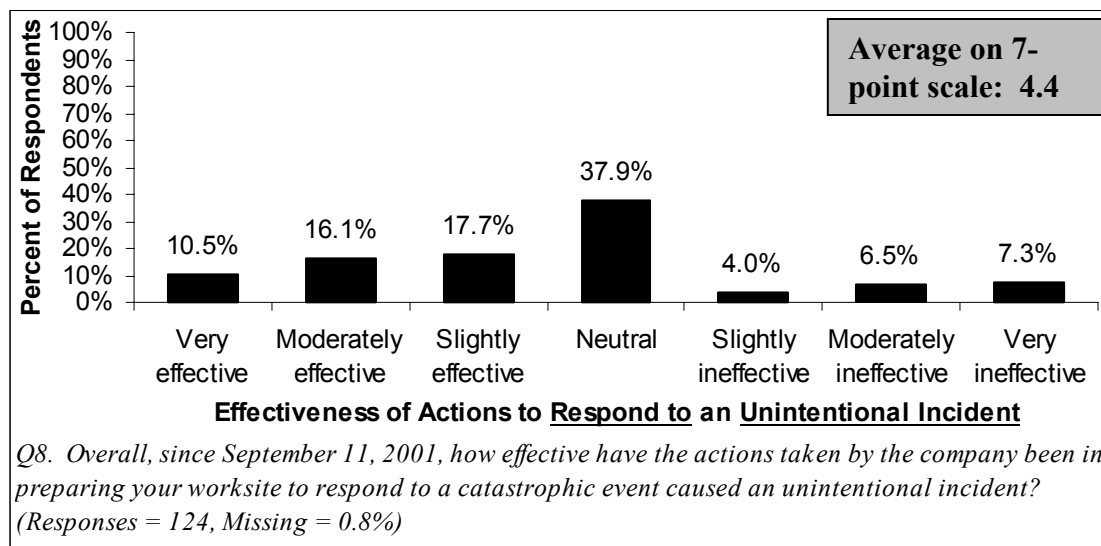 100%
90%
80%
70%
60%
50%
40%
30%
20%
10%
0%
Percent of Respondents
Average on 7-
point scale: 4.4
10.5%
16.1%
17.7%
37.9%
4.0%
6.5%
7.3%
Very
effective
Moderately
effective
Slightly
effective
Neutral
Slightly
ineffective
Moderately
ineffective
Very
ineffective
Effectiveness of Actions to Respond to an Unintentional Incident
Q8. Overall, since September 11, 2001, how effective have the actions taken by the company been in
preparing your worksite to respond to a catastrophic event caused an unintentional incident?
(Responses = 124, Missing = 0.8%)